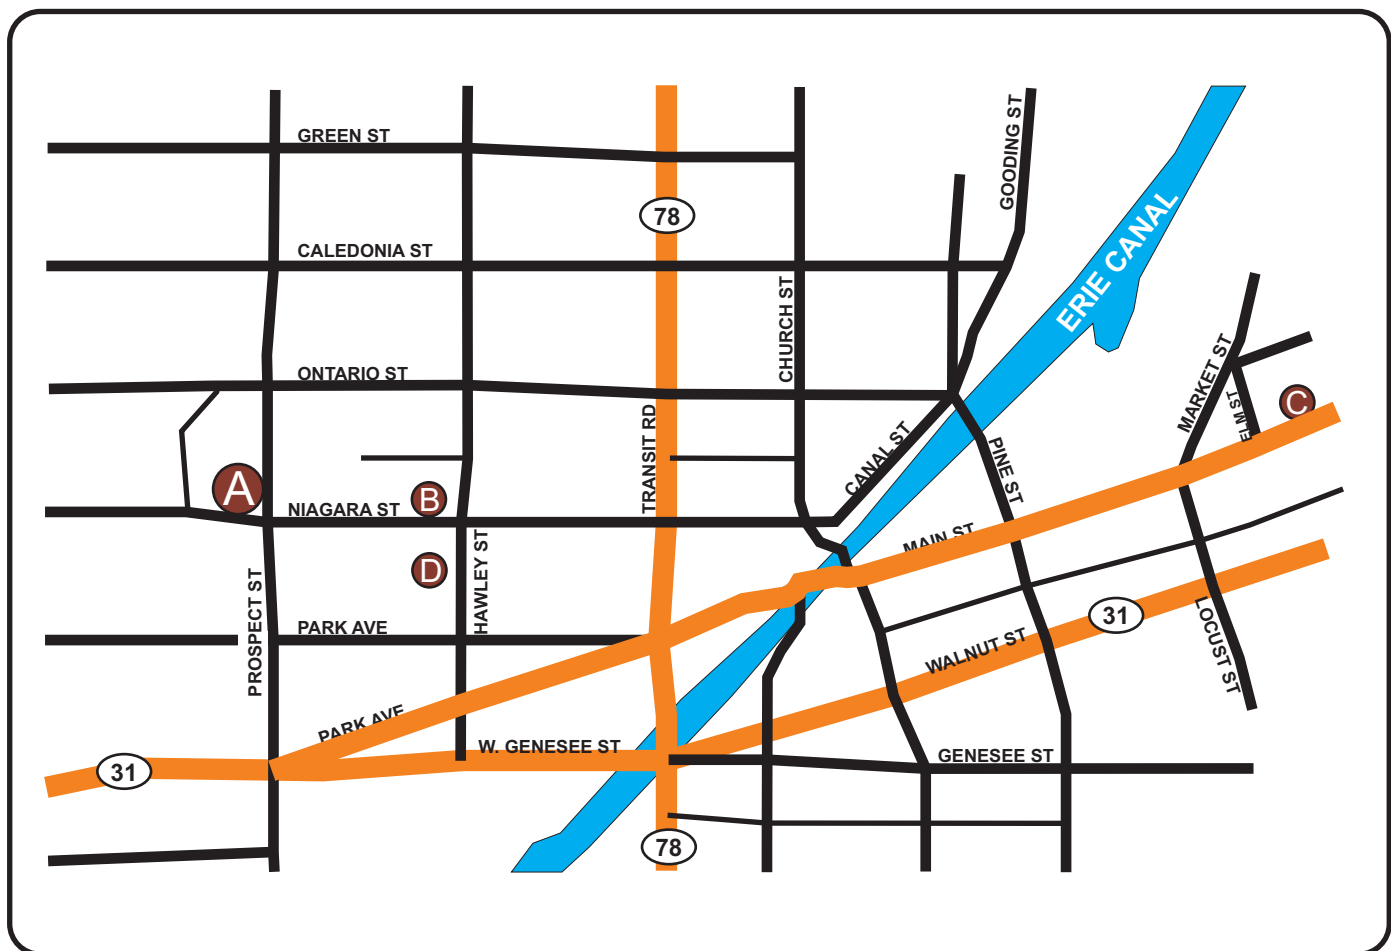 GREEN ST
GOODING ST
78
ERIE CANAL
CALEDONIA ST
CHURCH ST
MARKET ST
ONTARIO ST
ELM ST
C
TRANSIT RD
CANAL ST
PINE ST
A
B
NIAGARA ST
MAIN ST
D
HAWLEY ST
PROSPECT ST
PARK AVE
31
WALNUT ST
LOCUST ST
PARK AVE
W. GENESEE ST
GENESEE ST
31
78